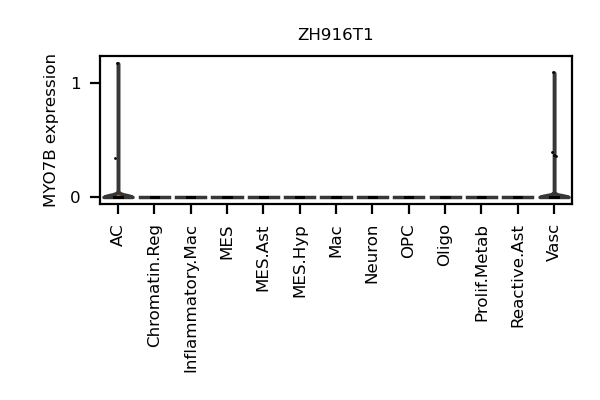 ZH916T1
MYO7B expression
1
0
AC
Chromatin.Reg
Inflammatory.Mac
MES
MES.Ast
MES.Hyp
Mac
Neuron
OPC
Oligo
Prolif.Metab
Reactive.Ast
Vasc